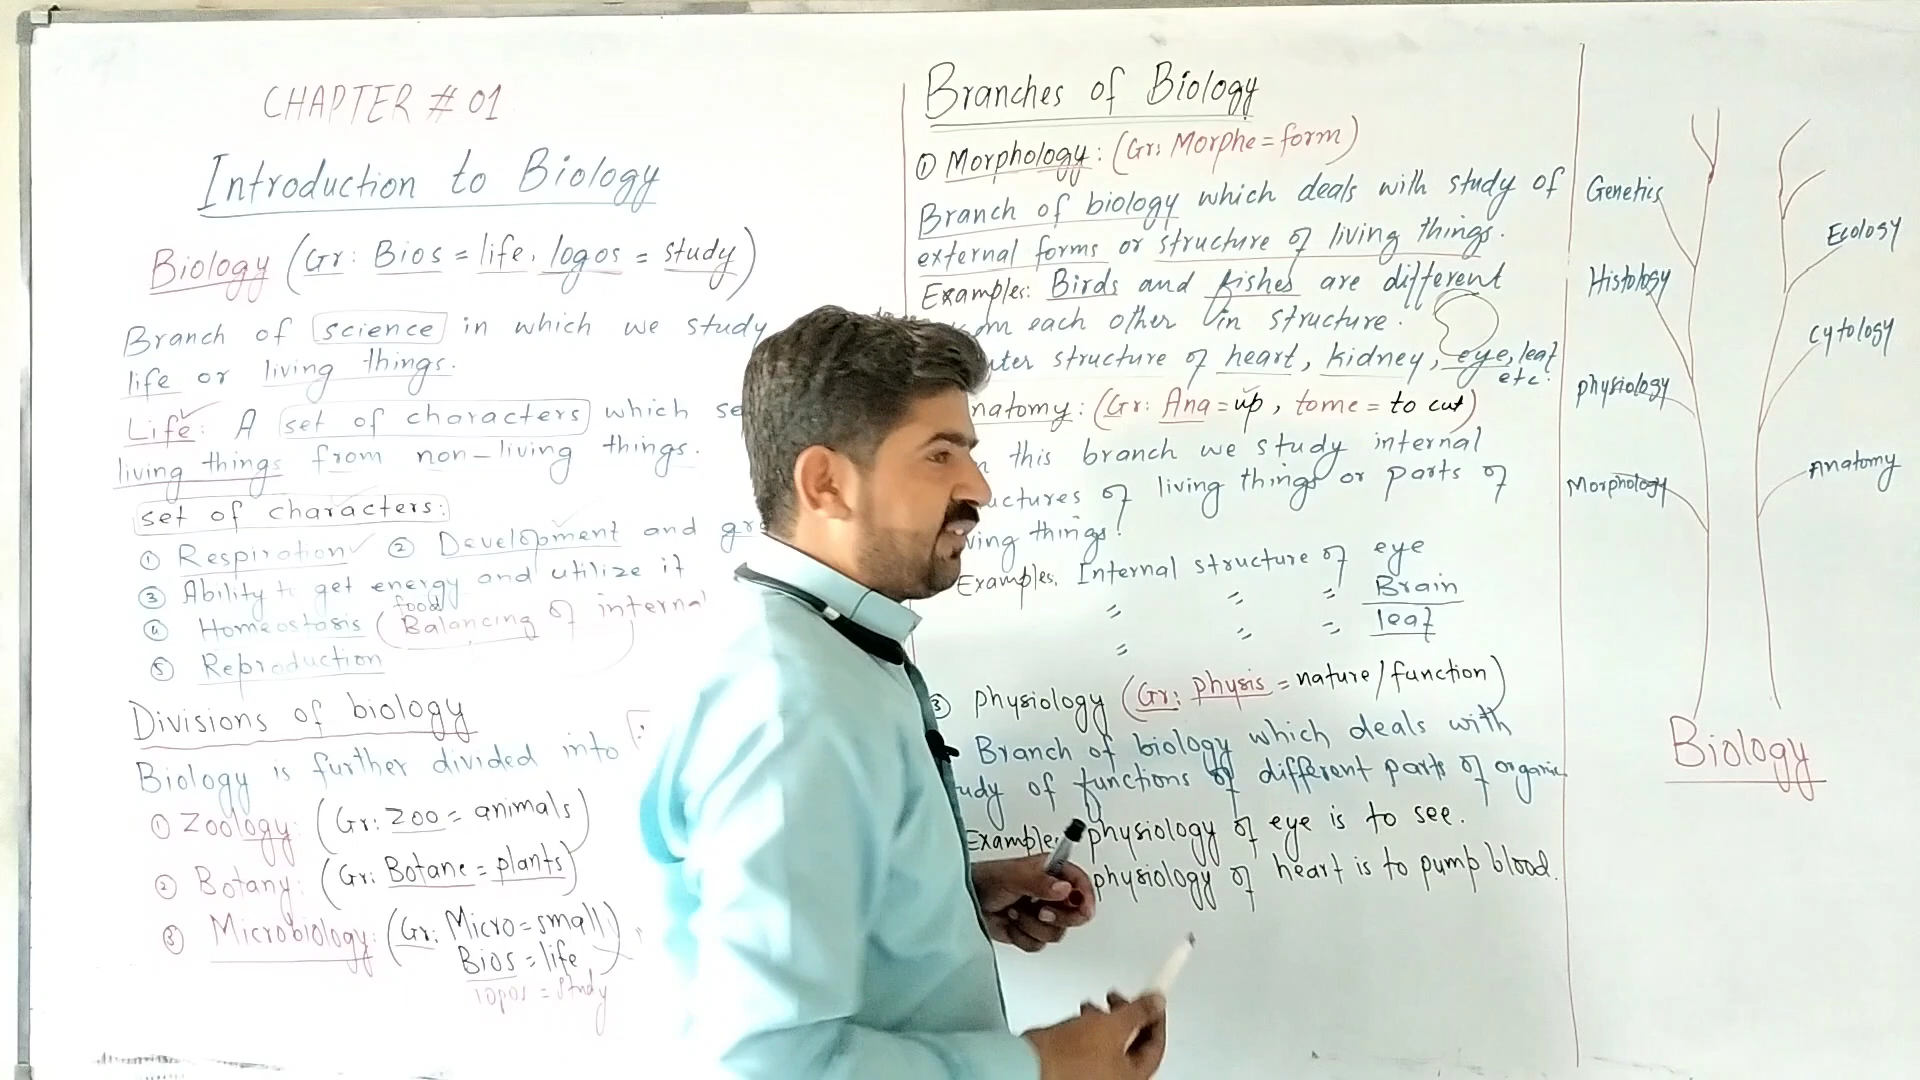 CHAPTER # 01
Introduction to Biology
Biology (Gr: Bios = life, logos = study)
Branch of science in which we study
life or living things.
Life: A set of characters which se
living things from non-living things.
set of characters:
① Respiration ② Development and gro
③ Ability to get energy and utilize it
food
④ Homeostasis (Balancing of internal
⑤ Reproduction
Divisions of biology
Biology is further divided into
① Zoology: (Gr: Zoo = animals)
② Botany: (Gr: Botane = plants)
③ Microbiology: (Gr: Micro = small
Bios = life)
logos = study
Branches of Biology
① Morphology: (Gr: Morphe = form)
Branch of biology which deals with study of
external forms or structure of living things.
Examples: Birds and fishes are different
om each other in structure.
uter structure of heart, kidney, eye, leaf
etc.
natomy: (Gr: Ana = up, tome = to cut)
n this branch we study internal
uctures of living things or parts of
ving things.
Examples. Internal structure of eye
〃 〃 〃 Brain
〃 〃 〃 leaf
③ physiology (Gr: physis = nature/function)
Branch of biology which deals with
udy of functions of different parts of organis
Example: physiology of eye is to see.
physiology of heart is to pump blood.
Genetics
Ecology
Histology
cytology
physiology
Anatomy
Morphology
Biology